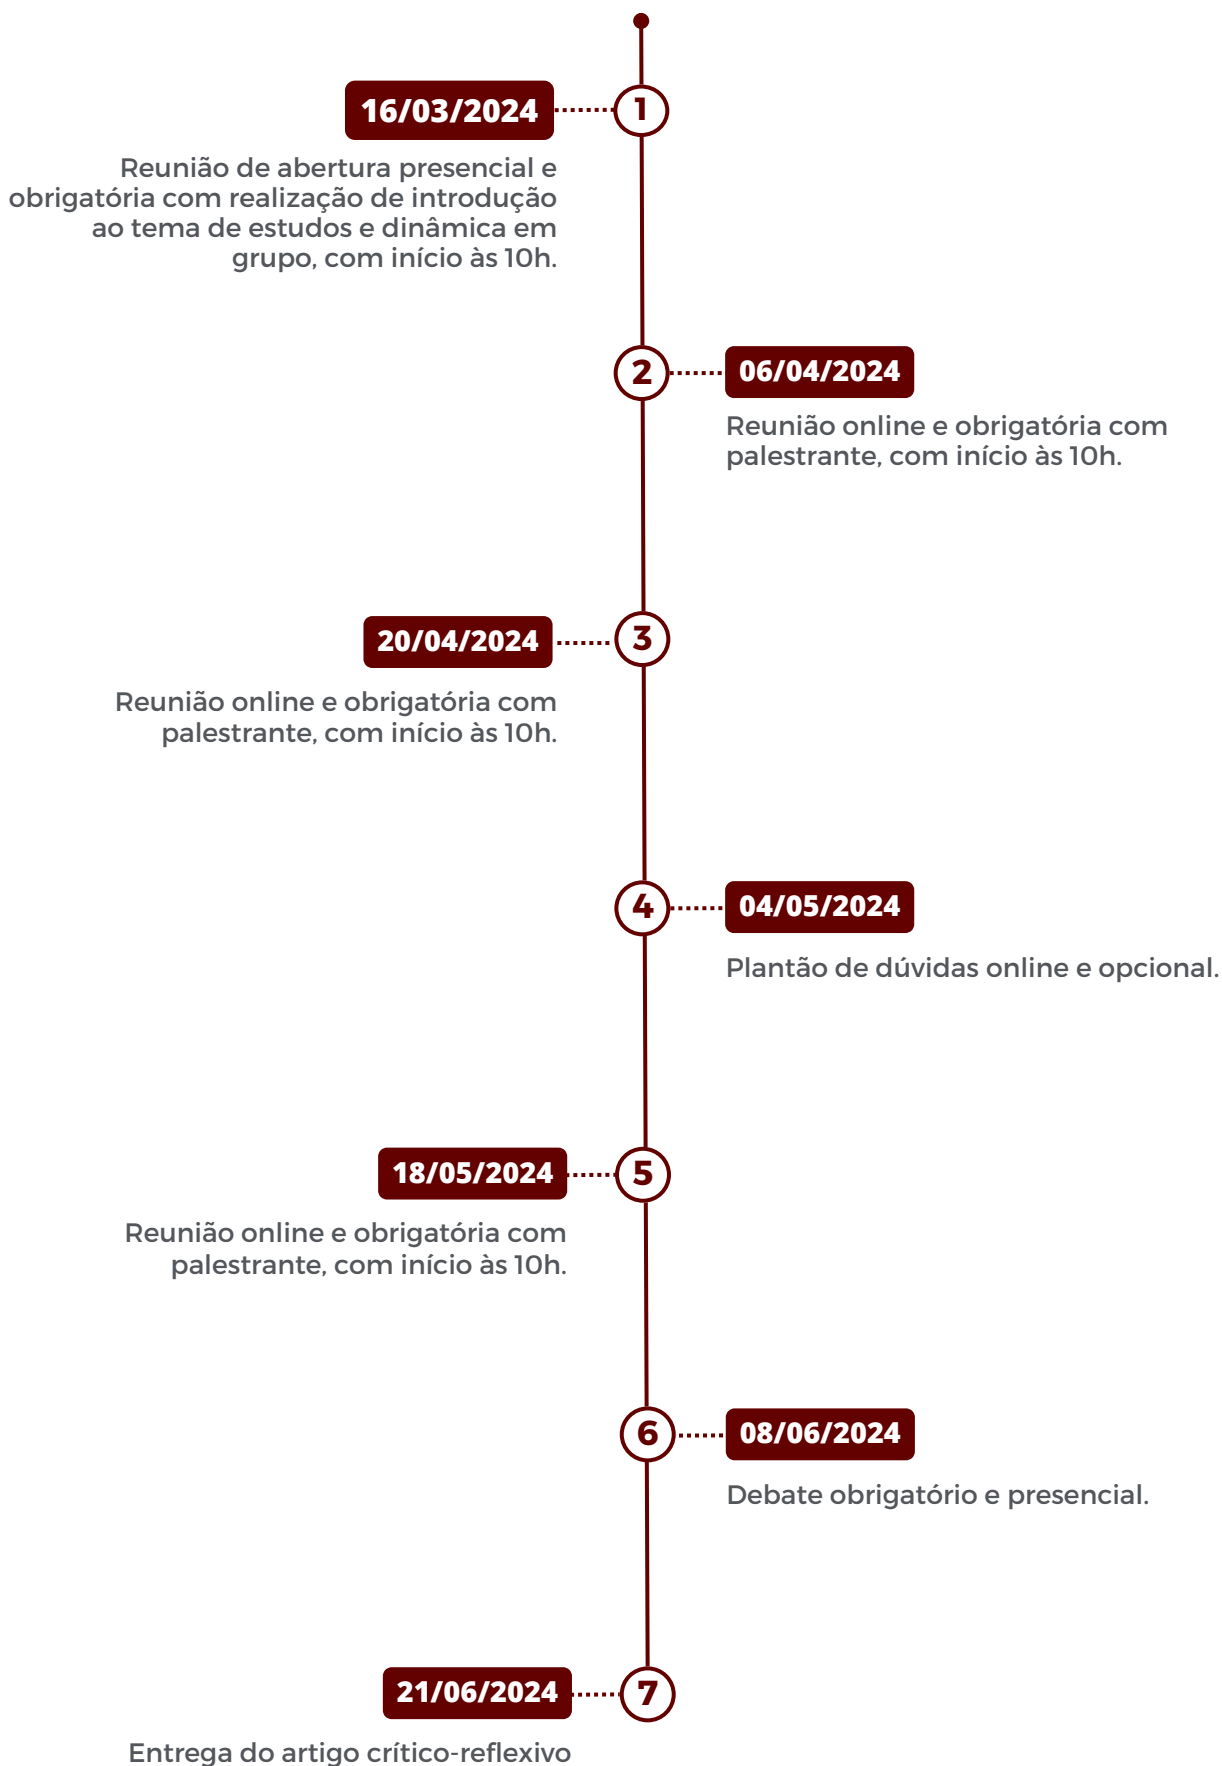 1
16/03/2024
Reunião de abertura presencial e
obrigatória com realização de introdução
ao tema de estudos e dinâmica em
grupo, com início às 10h.
2
06/04/2024
Reunião online e obrigatória com
palestrante, com início às 10h.
3
20/04/2024
Reunião online e obrigatória com
palestrante, com início às 10h.
4
04/05/2024
Plantão de dúvidas online e opcional.
5
18/05/2024
Reunião online e obrigatória com
palestrante, com início às 10h.
6
08/06/2024
Debate obrigatório e presencial.
7
21/06/2024
Entrega do artigo crítico-reflexivo